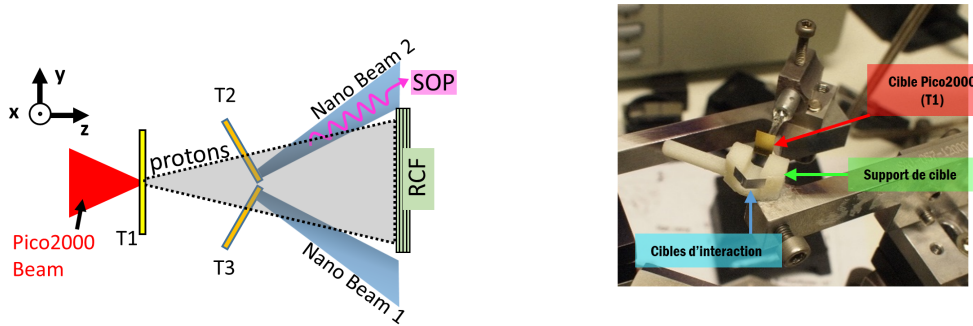 y
x
z
T2
Nano Beam 2
SOP
protons
RCF
T1
Pico2000
Beam
T3
Nano Beam 1
Cible Pico2000
(T1)
Support de cible
Cibles d’interaction